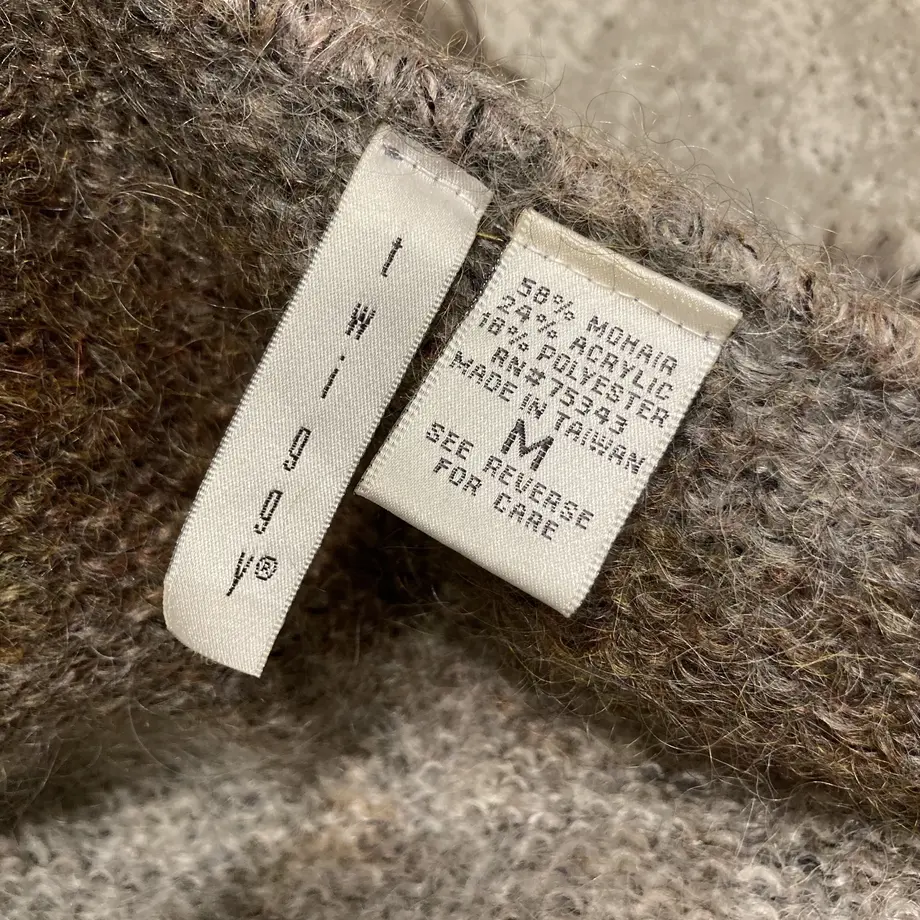 twiggy®
58% MOHAIR
24% ACRYLIC
18% POLYESTER
RN#75343
MADE IN TAIWAN
M
SEE REVERSE
FOR CARE